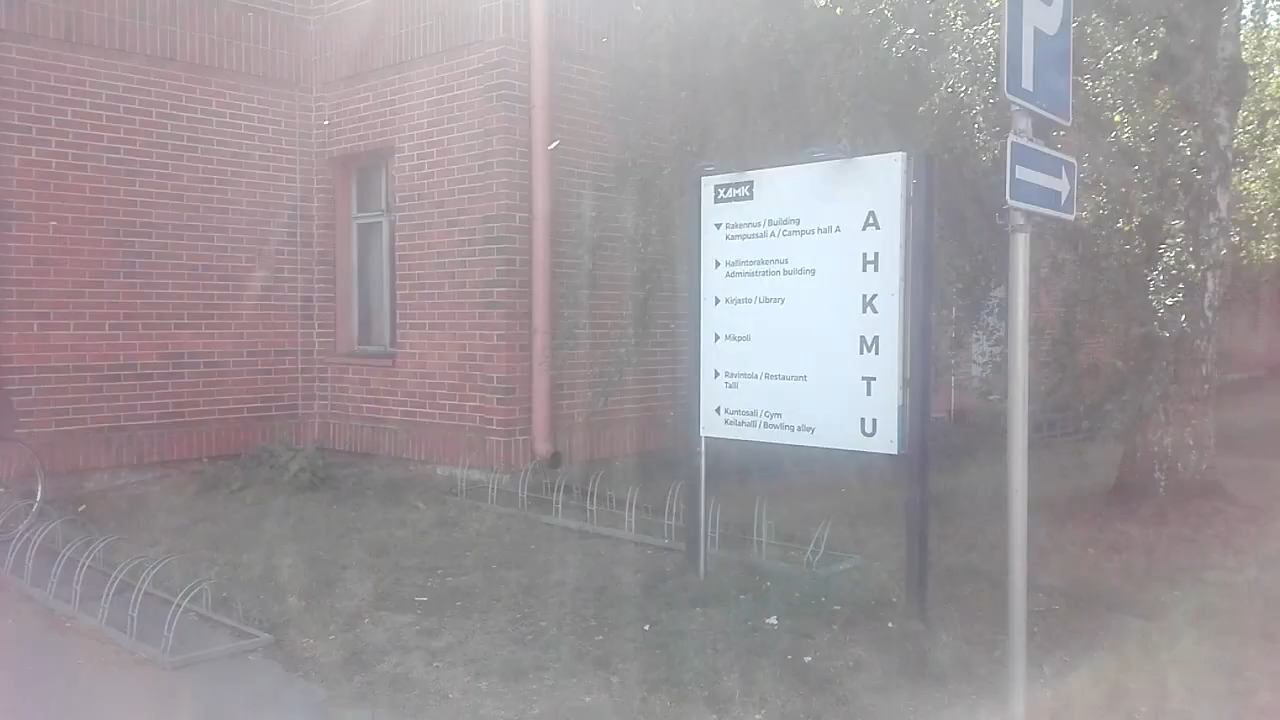 P
XAMK
Rakennus / Building
Kampussali A / Campus hall A
A
Hallintorakennus
Administration building
H
Kirjasto / Library
K
Mikpoli
M
Ravintola / Restaurant
Talli
T
Kuntosali / Gym
Keilahalli / Bowling alley
U